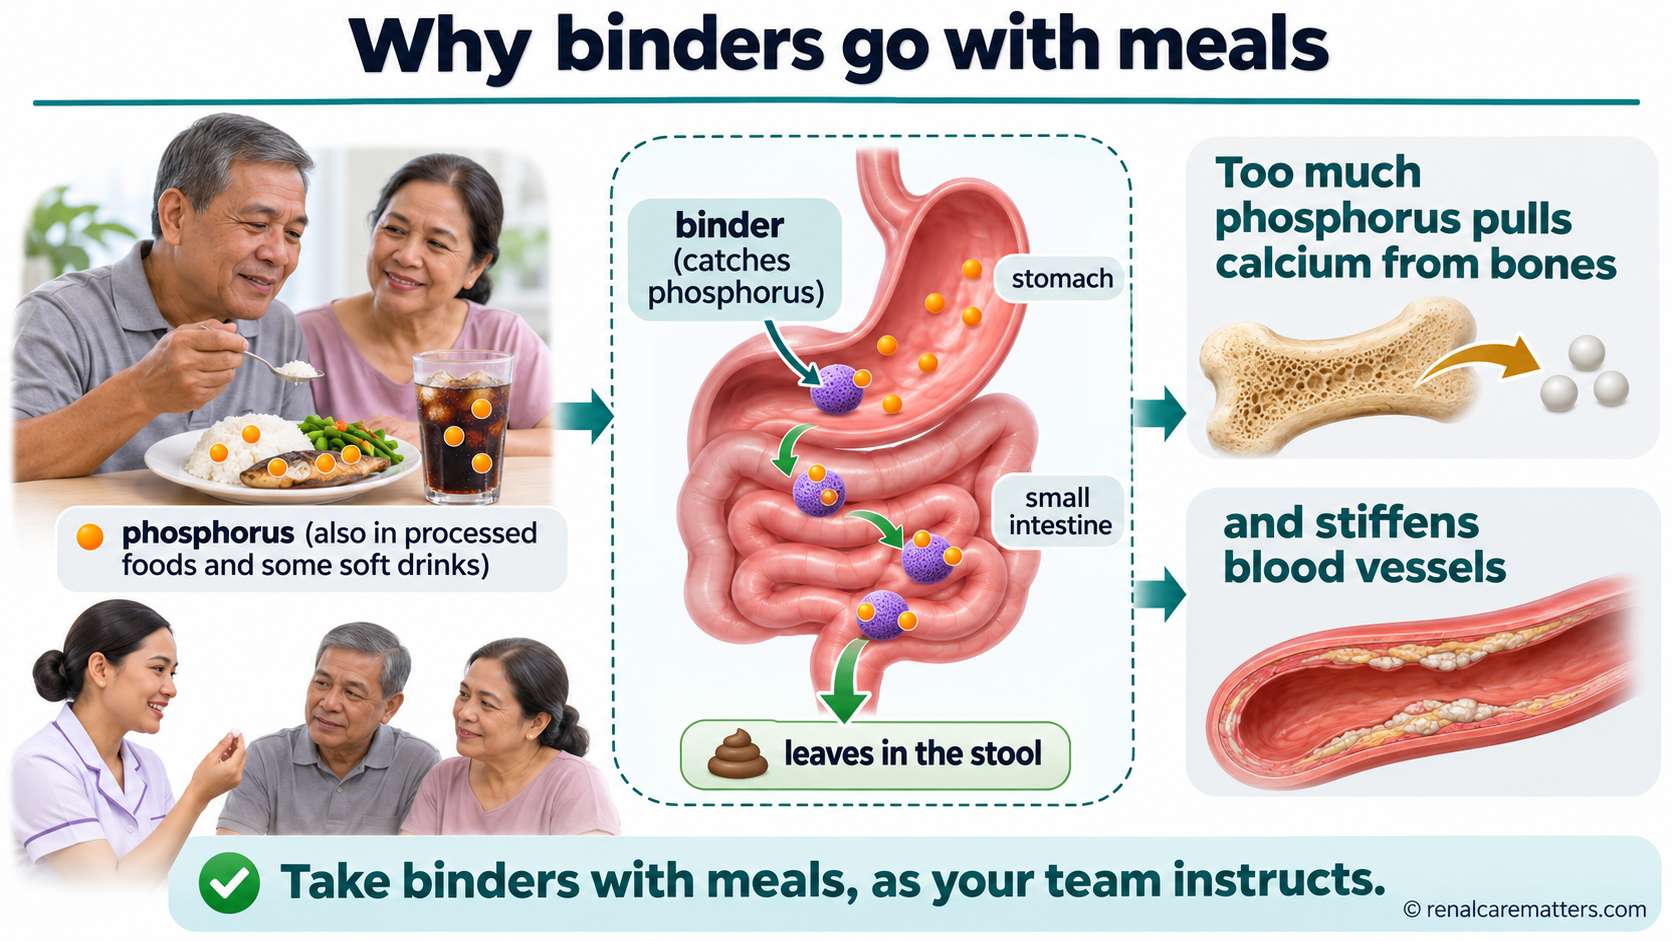 Why binders go with meals
binder
(catches
phosphorus)
stomach
small
intestine
leaves in the stool
phosphorus (also in processed
foods and some soft drinks)
Too much
phosphorus pulls
calcium from bones
and stiffens
blood vessels
Take binders with meals, as your team instructs.
© renalcarematters.com